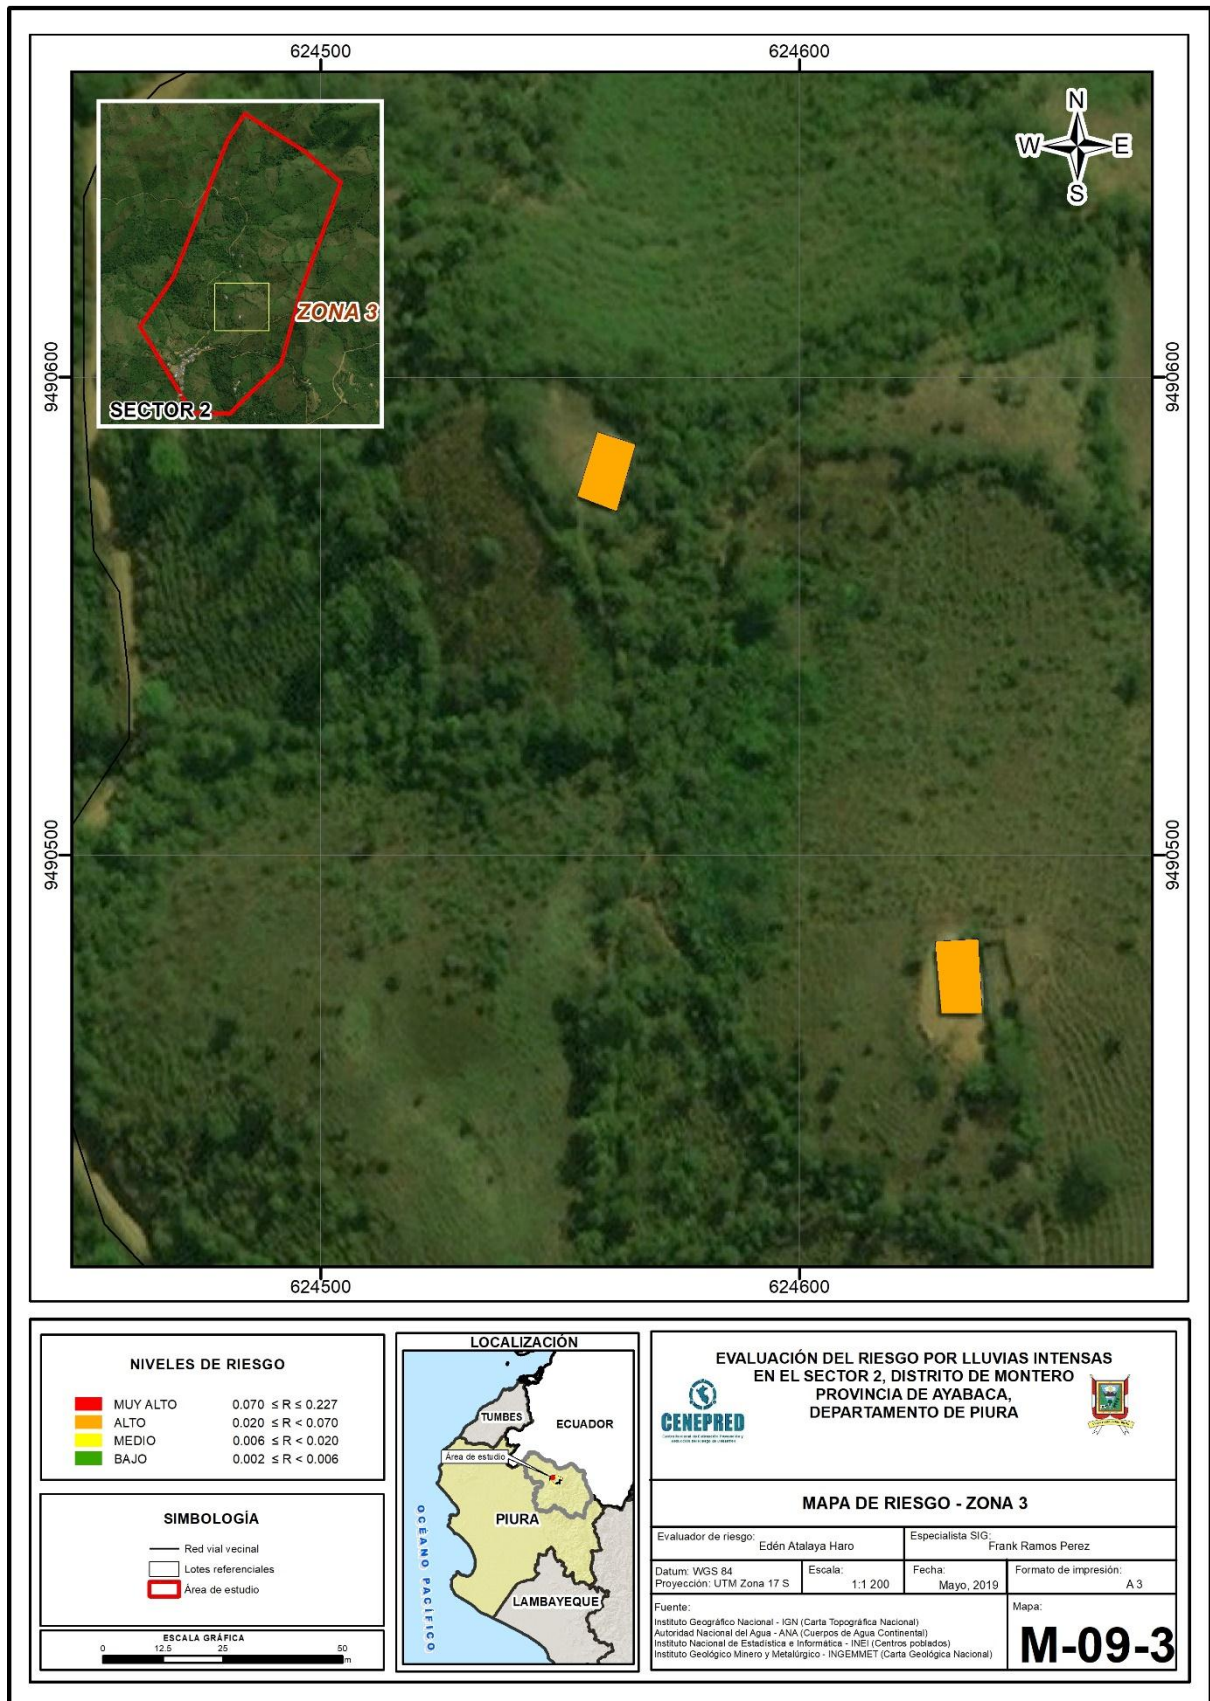 624500
624600
N
W
E
S
ZONA 3
SECTOR 2
9490600
9490600
9490500
9490500
624500
624600
NIVELES DE RIESGO
MUY ALTO 0.070 ≤ R ≤ 0.227
ALTO 0.020 ≤ R < 0.070
MEDIO 0.006 ≤ R < 0.020
BAJO 0.002 ≤ R < 0.006
SIMBOLOGÍA
Red vial vecinal
Lotes referenciales
Área de estudio
ESCALA GRÁFICA
0 12.5 25 50
m
LOCALIZACIÓN
TUMBES
ECUADOR
Área de estudio
PIURA
OCÉANO PACÍFICO
LAMBAYEQUE
EVALUACIÓN DEL RIESGO POR LLUVIAS INTENSAS
EN EL SECTOR 2, DISTRITO DE MONTERO
PROVINCIA DE AYABACA,
DEPARTAMENTO DE PIURA
CENEPRED
MAPA DE RIESGO - ZONA 3
Evaluador de riesgo:
Edén Atalaya Haro
Especialista SIG:
Frank Ramos Perez
Datum: WGS 84
Proyección: UTM Zona 17 S
Escala:
1:1 200
Fecha:
Mayo, 2019
Formato de impresión:
A 3
Fuente:
Instituto Geográfico Nacional - IGN (Carta Topográfica Nacional)
Autoridad Nacional del Agua - ANA (Cuerpos de Agua Continental)
Instituto Nacional de Estadística e Informática - INEI (Centros poblados)
Instituto Geológico Minero y Metalúrgico - INGEMMET (Carta Geológica Nacional)
Mapa:
M-09-3